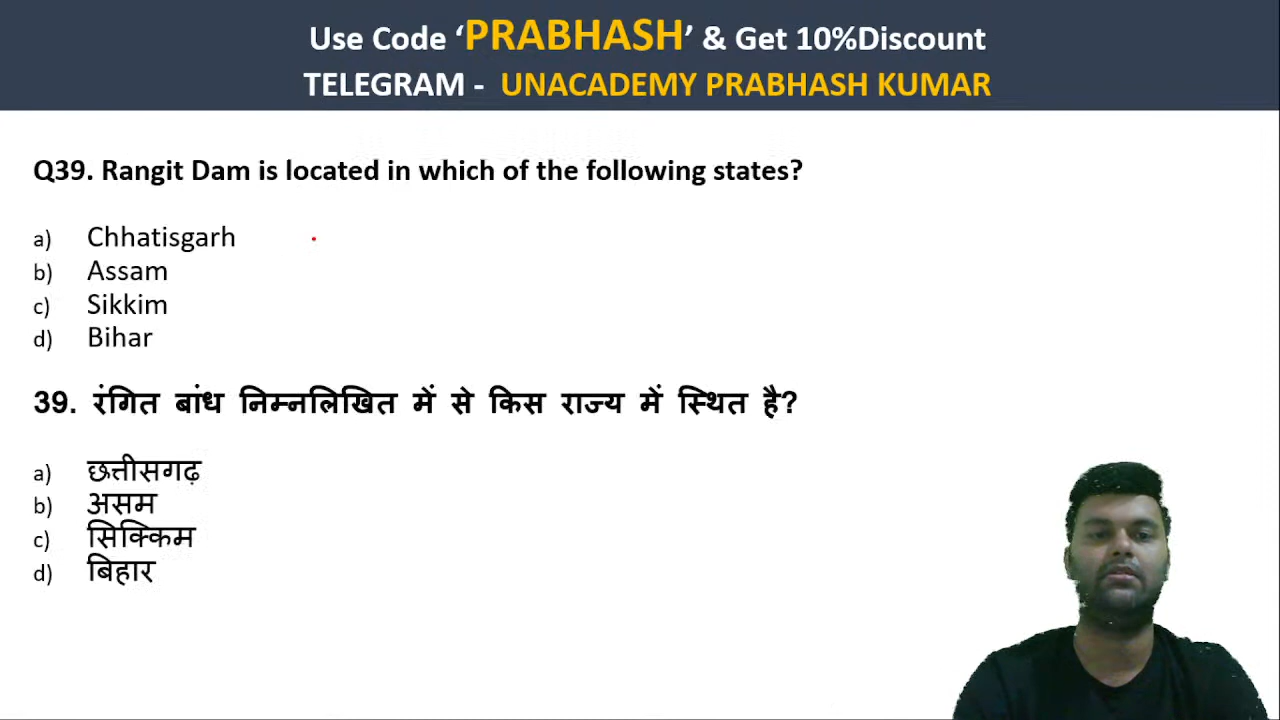 Use Code ‘PRABHASH’ & Get 10%Discount
TELEGRAM - UNACADEMY PRABHASH KUMAR
Q39. Rangit Dam is located in which of the following states?
a) Chhatisgarh
b) Assam
c) Sikkim
d) Bihar
39. रंगित बांध निम्नलिखित में से किस राज्य में स्थित है?
a) छत्तीसगढ़
b) असम
c) सिक्किम
d) बिहार